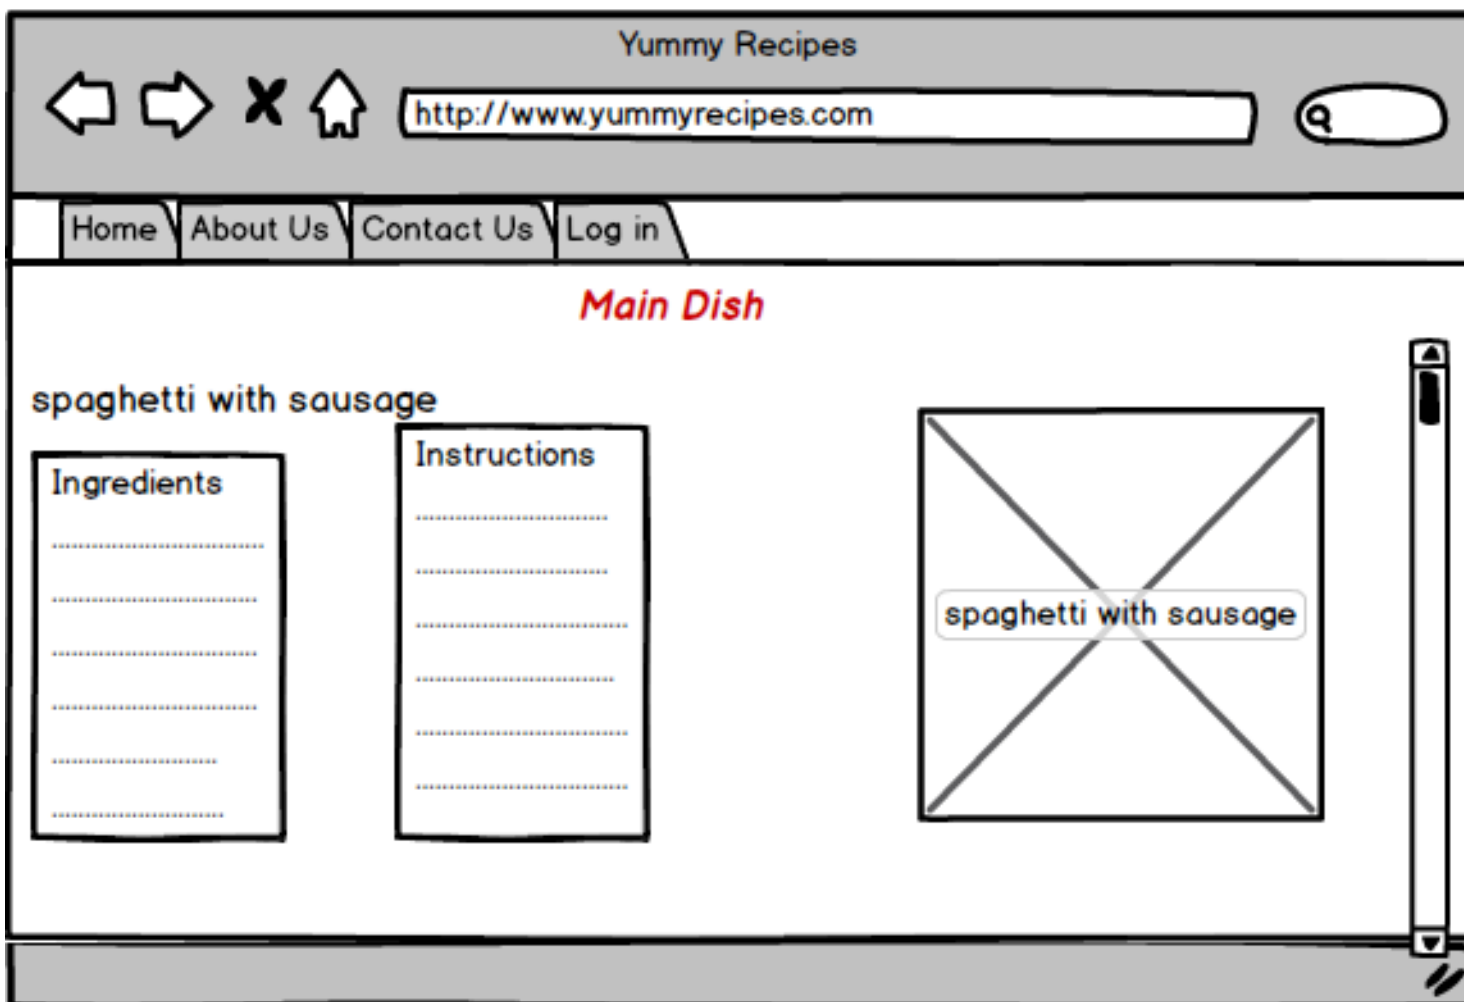 Yummy Recipes
http://www.yummyrecipes.com
Home About Us Contact Us Log in
Main Dish
spaghetti with sausage
Ingredients
Instructions
spaghetti with sausage